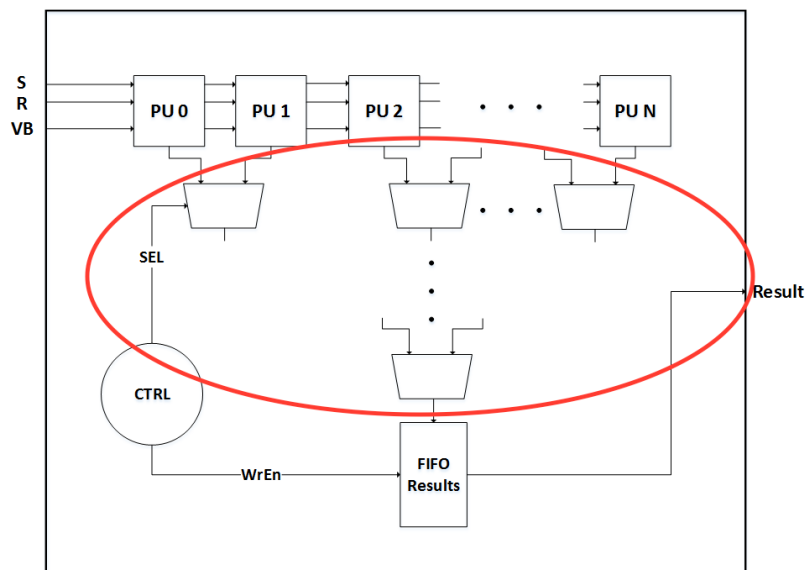 S
R
VB
PU 0
PU 1
PU 2
PU N
SEL
Result
CTRL
WrEn
FIFO
Results